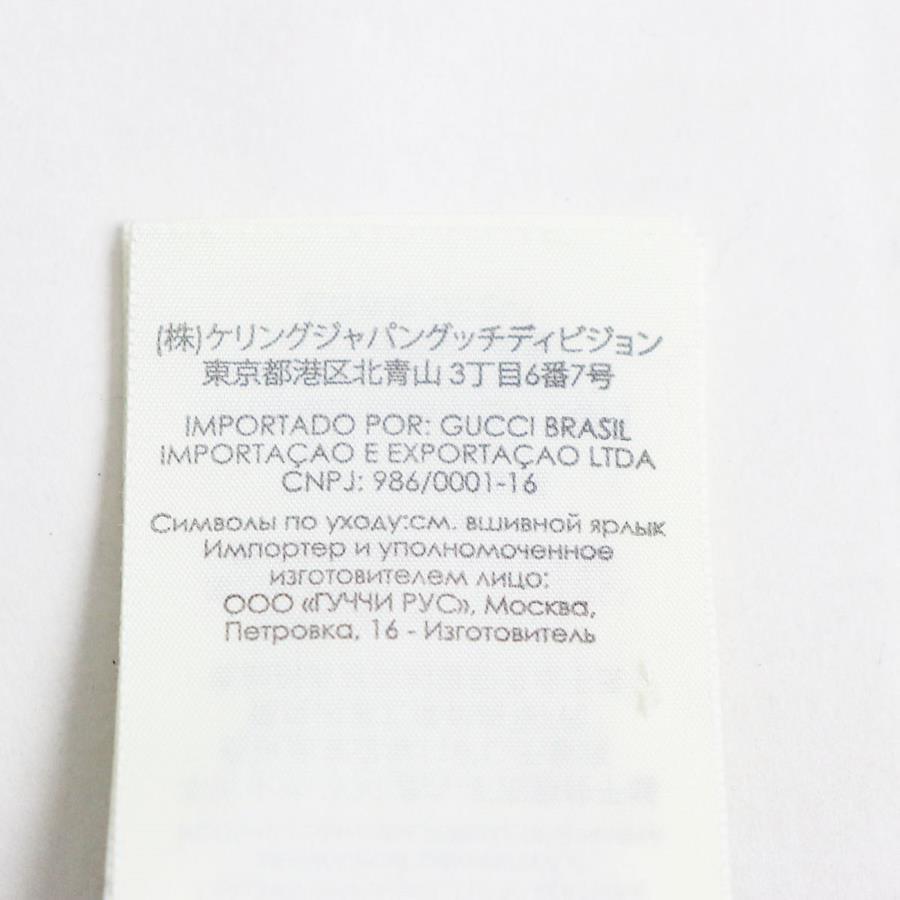 (株)ケリングジャパングッチディビジョン
東京都港区北青山 3丁目6番7号
IMPORTADO POR: GUCCI BRASIL
IMPORTAÇAO E EXPORTAÇAO LTDA
CNPJ: 986/0001-16
Символы по уходу:см. вшивной ярлык
Импортер и уполномоченное
изготовителем лицо:
ООО «ГУЧЧИ РУС», Москва,
Петровка, 16 - Изготовитель